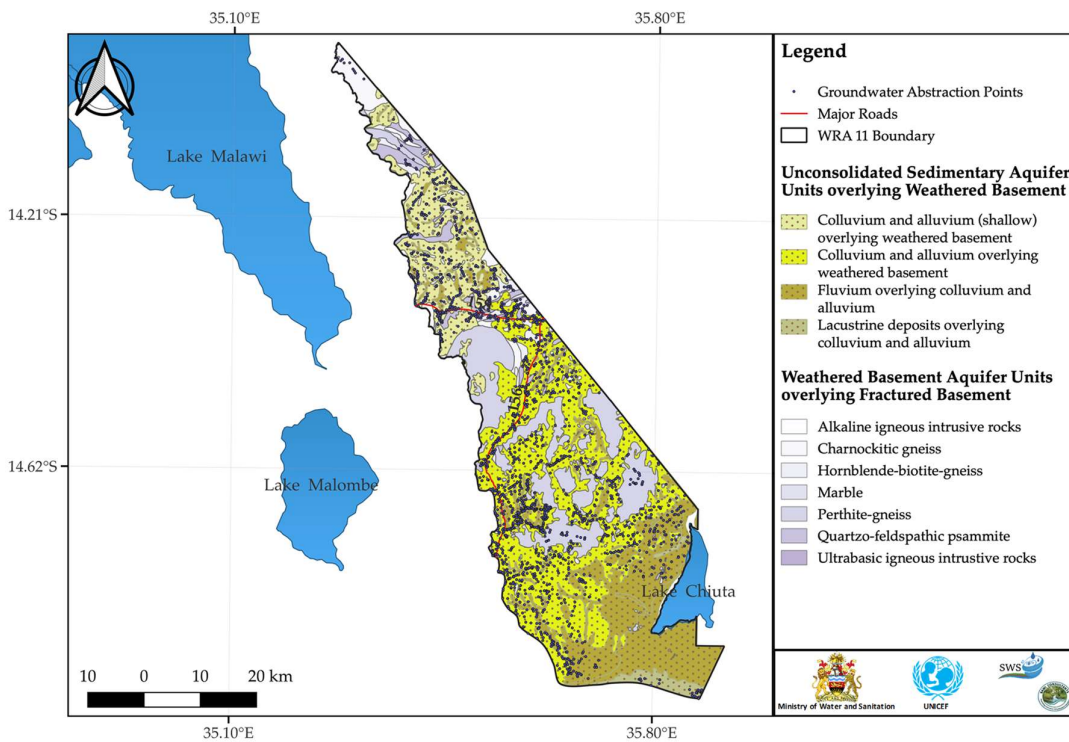 35.10°E
35.80°E
Lake Malawi
14.21°S
14.62°S
Lake Malombe
Lake Chiuta
10 0 10 20 km
35.10°E
35.80°E
Legend
Groundwater Abstraction Points
Major Roads
WRA 11 Boundary
Unconsolidated Sedimentary Aquifer
Units overlying Weathered Basement
Colluvium and alluvium (shallow)
overlying weathered basement
Colluvium and alluvium overlying
weathered basement
Fluvium overlying colluvium and
alluvium
Lacustrine deposits overlying
colluvium and alluvium
Weathered Basement Aquifer Units
overlying Fractured Basement
Alkaline igneous intrustive rocks
Charnockitic gneiss
Hornblende-biotite-gneiss
Marble
Perthite-gneiss
Quartzo-feldspathic psammite
Ultrabasic igneous intrustive rocks
Ministry of Water and Sanitation
UNICEF
SWS